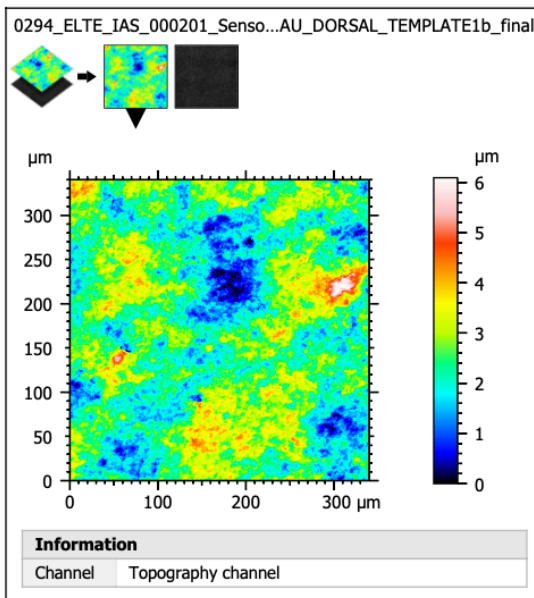 0294_ELTE_IAS_000201_Senso...AU_DORSAL_TEMPLATE1b_final
µm
µm
6
5
4
3
2
1
0
300
250
200
150
100
50
0
0
100
200
300 µm
Information
Channel Topography channel